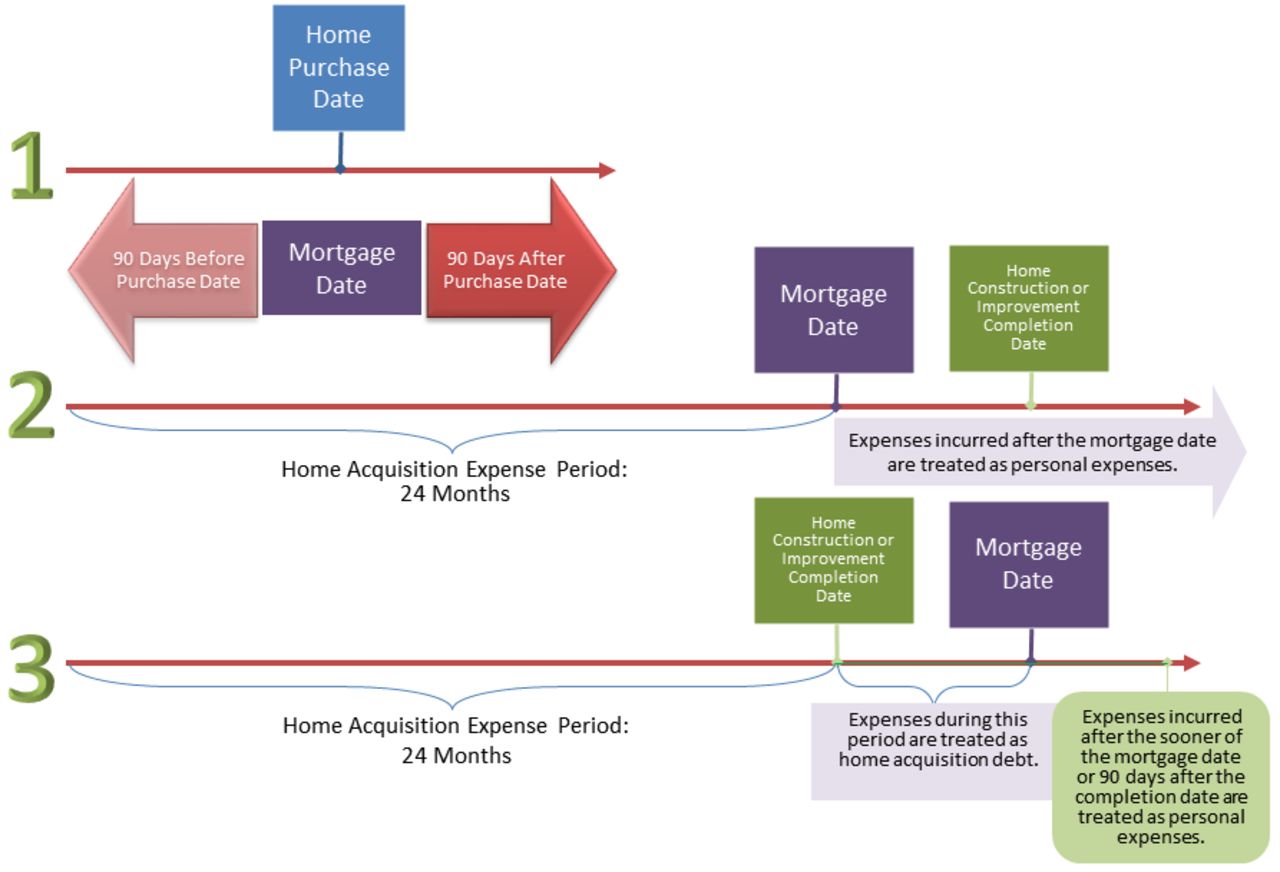 Home
Purchase
Date
1
90 Days Before
Purchase Date
Mortgage
Date
90 Days After
Purchase Date
Mortgage
Date
Home
Construction or
Improvement
Completion
Date
2
Expenses incurred after the mortgage date
are treated as personal expenses.
Home Acquisition Expense Period:
24 Months
Home
Construction or
Improvement
Completion
Date
Mortgage
Date
3
Home Acquisition Expense Period:
24 Months
Expenses during this
period are treated as
home acquisition debt.
Expenses incurred
after the sooner of
the mortgage date
or 90 days after the
completion date are
treated as personal
expenses.